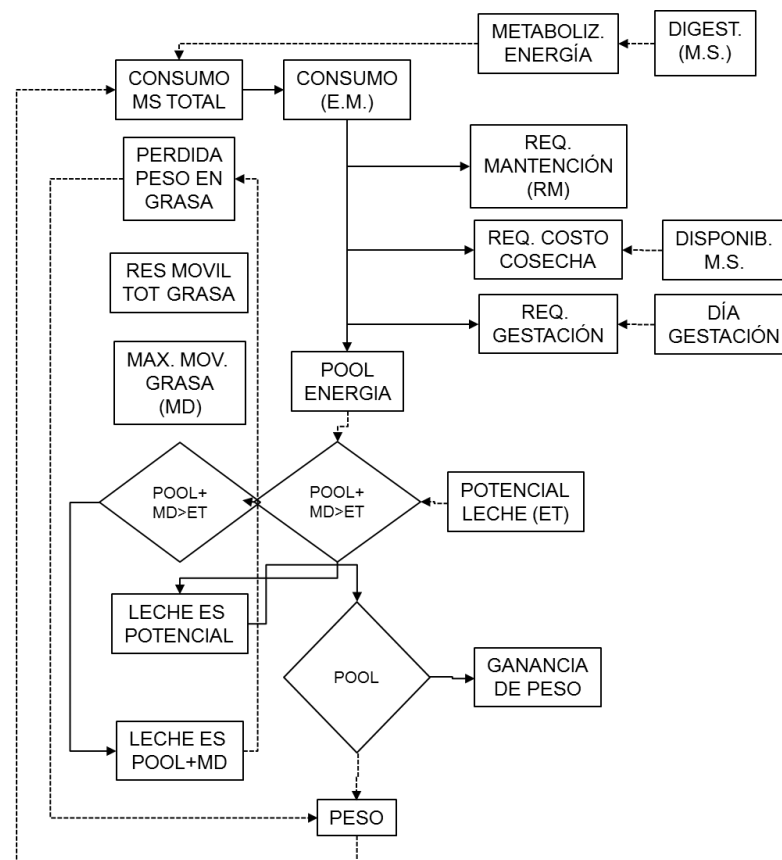 METABOLIZ.
ENERGÍA
DIGEST.
(M.S.)
CONSUMO
MS TOTAL
CONSUMO
(E.M.)
PERDIDA
PESO EN
GRASA
REQ.
MANTENCIÓN
(RM)
RES MOVIL
TOT GRASA
REQ. COSTO
COSECHA
DISPONIB.
M.S.
MAX. MOV.
GRASA
(MD)
REQ.
GESTACIÓN
DÍA
GESTACIÓN
POOL
ENERGIA
POOL+
MD>ET
POOL+
MD>ET
POTENCIAL
LECHE (ET)
LECHE ES
POTENCIAL
POOL
GANANCIA
DE PESO
LECHE ES
POOL+MD
PESO